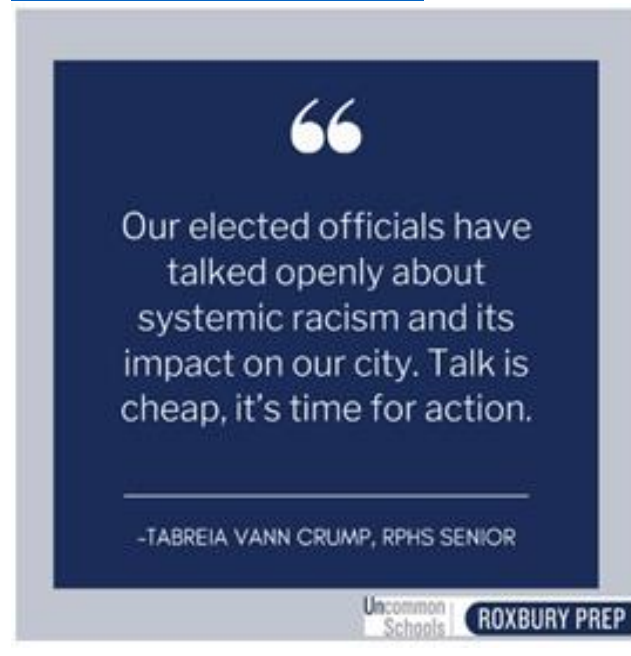 “
Our elected officials have
talked openly about
systemic racism and its
impact on our city. Talk is
cheap, it’s time for action.
-TABREIA VANN CRUMP, RPHS SENIOR
Uncommon
Schools
ROXBURY PREP